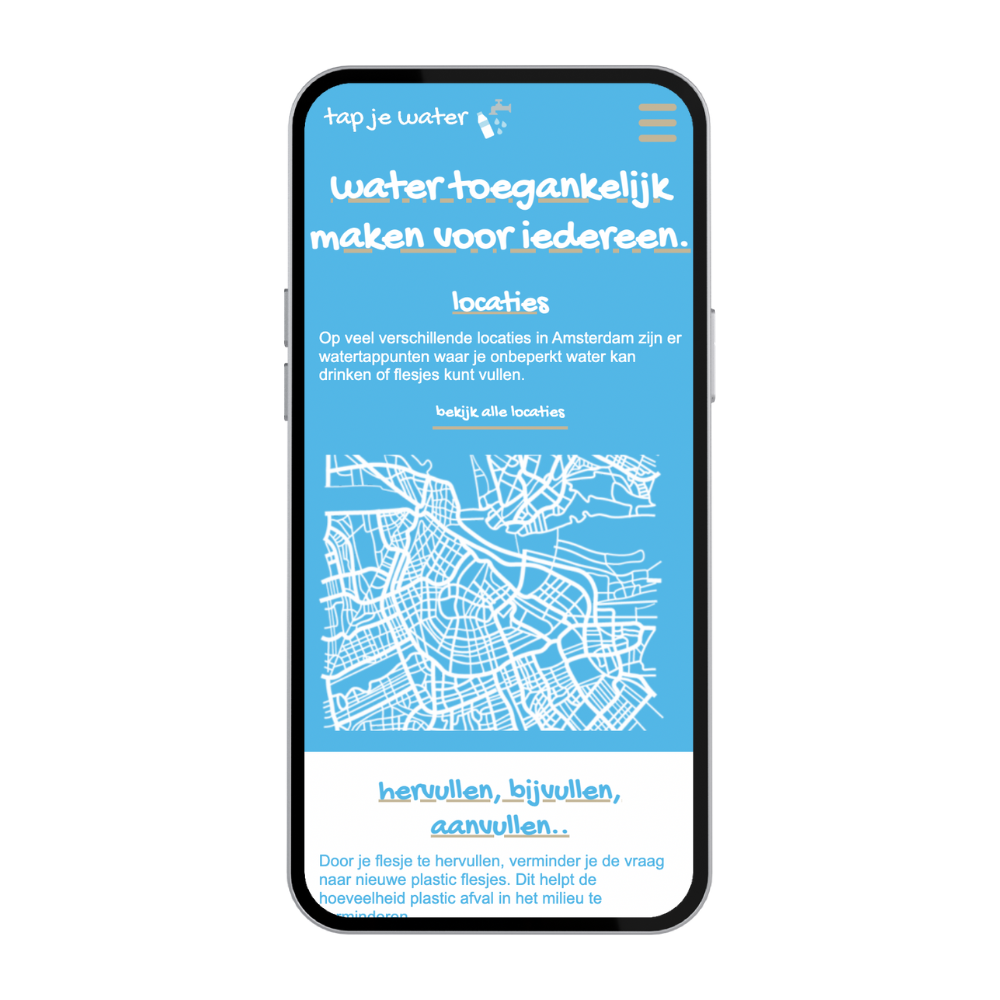 tap je water
water toegankelijk
maken voor iedereen.
locaties
Op veel verschillende locaties in Amsterdam zijn er
watertappunten waar je onbeperkt water kan
drinken of flesjes kunt vullen.
bekijk alle locaties
hervullen, bijvullen,
aanvullen..
Door je flesje te hervullen, verminder je de vraag
naar nieuwe plastic flesjes. Dit helpt de
hoeveelheid plastic afval in het milieu te